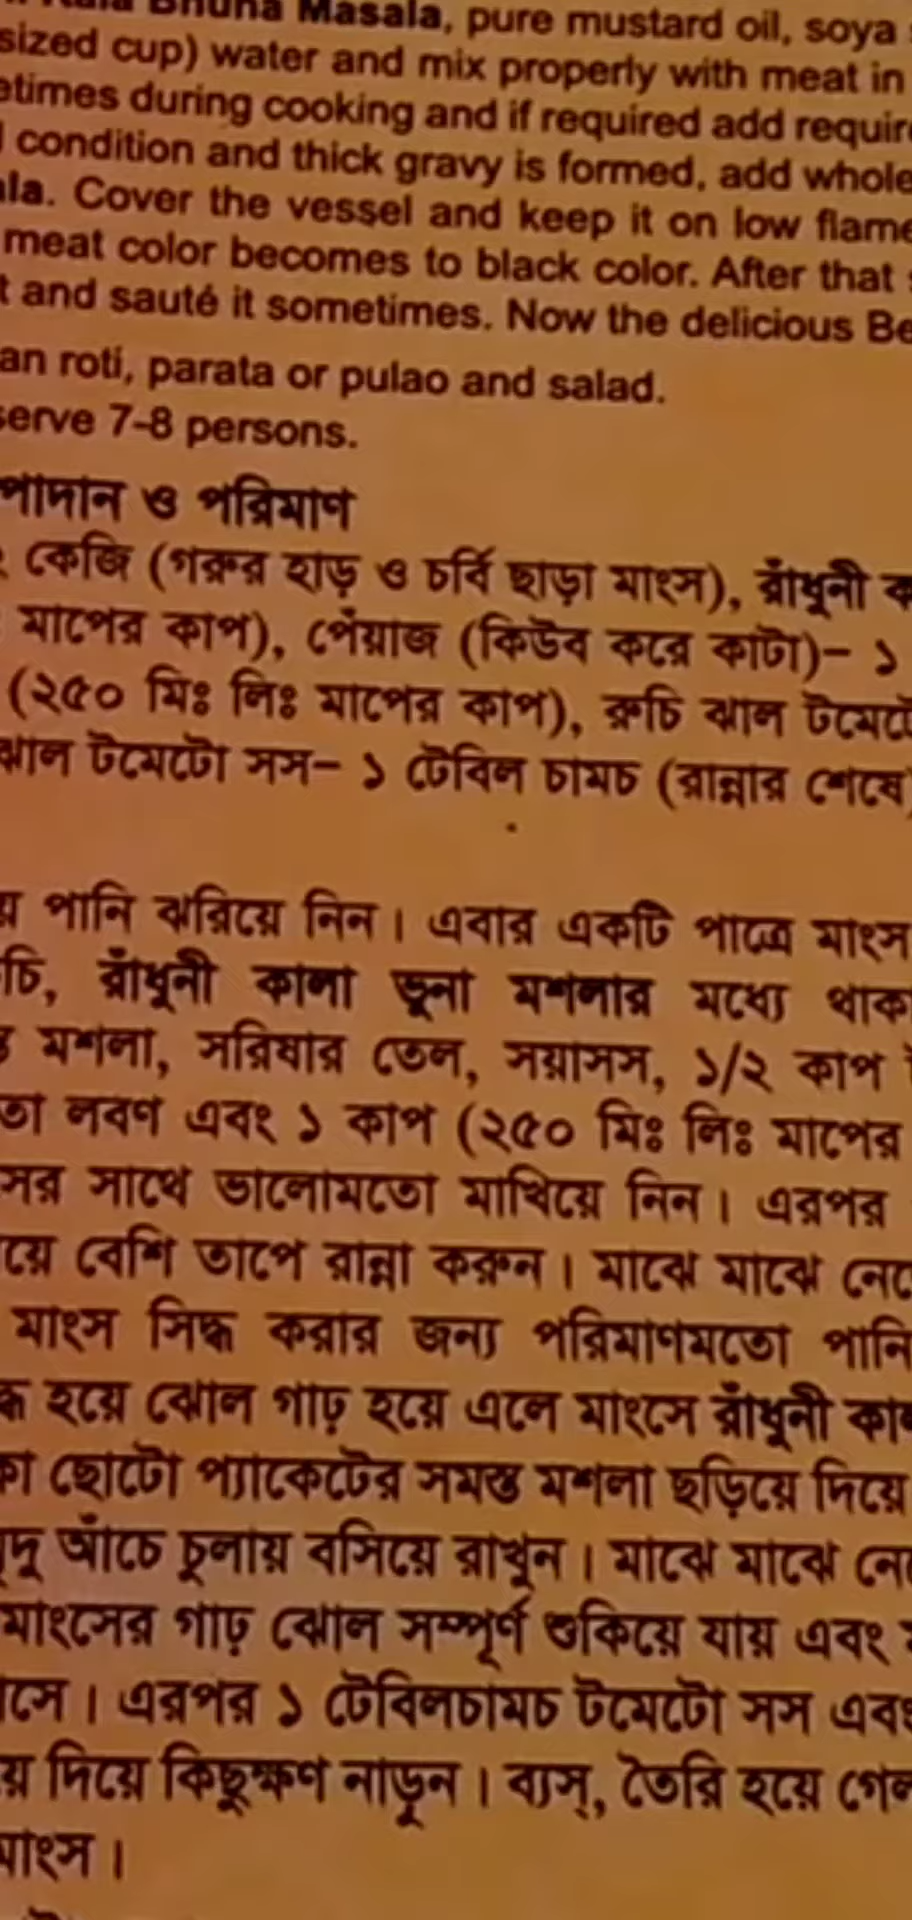 Kala Bhuna Masala, pure mustard oil, soya
sized cup) water and mix properly with meat in
etimes during cooking and if required add requir
condition and thick gravy is formed, add whole
ala. Cover the vessel and keep it on low flame
meat color becomes to black color. After that
t and sauté it sometimes. Now the delicious Be
an roti, parata or pulao and salad.
serve 7-8 persons.
পাদান ও পরিমাণ
কেজি (গরুর হাড় ও চর্বি ছাড়া মাংস), রাঁধুনী ক
মাপের কাপ), পেঁয়াজ (কিউব করে কাটা)– ১
(২৫০ মিঃ লিঃ মাপের কাপ), রুচি ঝাল টমেটো
ঝাল টমেটো সস– ১ টেবিল চামচ (রান্নার শেষে)
য় পানি ঝরিয়ে নিন। এবার একটি পাত্রে মাংস
চি, রাঁধুনী কালা ভুনা মশলার মধ্যে থাকা
মশলা, সরিষার তেল, সয়াসস, ১/২ কাপ
তো লবণ এবং ১ কাপ (২৫০ মিঃ লিঃ মাপের
সের সাথে ভালোমতো মাখিয়ে নিন। এরপর
য়ে বেশি তাপে রান্না করুন। মাঝে মাঝে নেড়ে
মাংস সিদ্ধ করার জন্য পরিমাণমতো পানি
দ্ধ হয়ে ঝোল গাঢ় হয়ে এলে মাংসে রাঁধুনী কাল
কা ছোটো প্যাকেটের সমস্ত মশলা ছড়িয়ে দিয়ে
মৃদু আঁচে চুলায় বসিয়ে রাখুন। মাঝে মাঝে নে
মাংসের গাঢ় ঝোল সম্পূর্ণ শুকিয়ে যায় এবং
সে। এরপর ১ টেবিলচামচ টমেটো সস এবং
য় দিয়ে কিছুক্ষণ নাড়ুন। ব্যস্, তৈরি হয়ে গেল
মাংস।